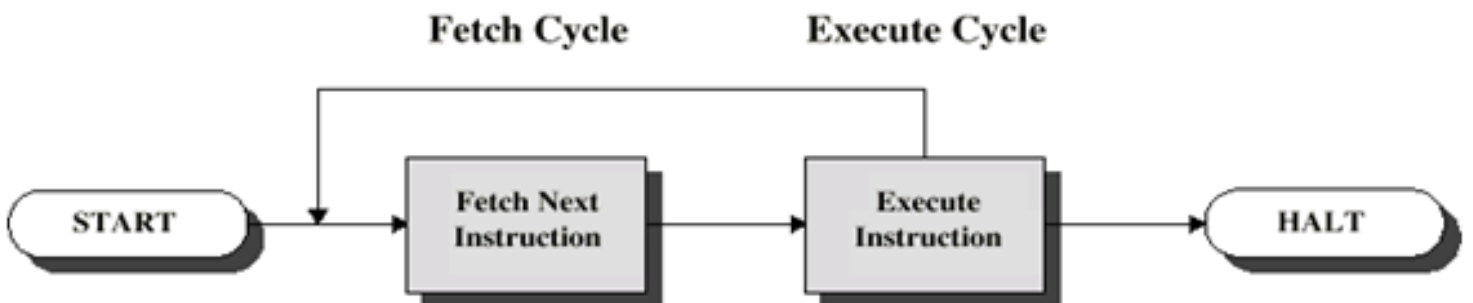 Fetch Cycle
Execute Cycle
START
Fetch Next
Instruction
Execute
Instruction
HALT